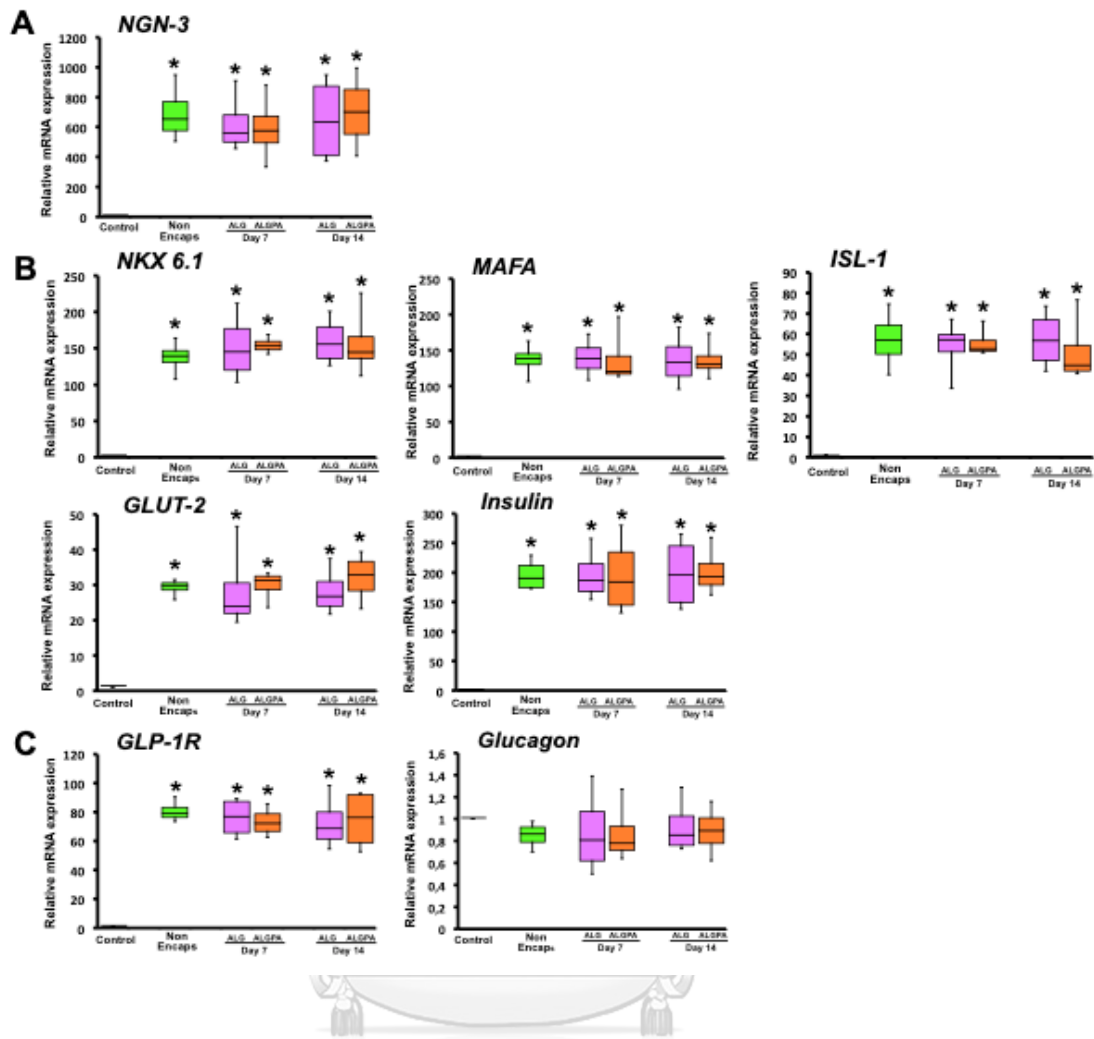 A
NGN-3
Relative mRNA expression
1200
1000
800
600
400
200
0
Control
Non
Encaps
ALG ALGPA
Day 7
ALG ALGPA
Day 14
B
NKX 6.1
Relative mRNA expression
250
200
150
100
50
0
Control
Non
Encaps
ALG ALGPA
Day 7
ALG ALGPA
Day 14
MAFA
Relative mRNA expression
250
200
150
100
50
0
Control
Non
Encaps
ALG ALGPA
Day 7
ALG ALGPA
Day 14
ISL-1
Relative mRNA expression
90
80
70
60
50
40
30
20
10
0
Control
Non
Encaps
ALG ALGPA
Day 7
ALG ALGPA
Day 14
GLUT-2
Relative mRNA expression
50
40
30
20
10
0
Control
Non
Encaps
ALG ALGPA
Day 7
ALG ALGPA
Day 14
Insulin
Relative mRNA expression
300
250
200
150
100
50
0
Control
Non
Encaps
ALG ALGPA
Day 7
ALG ALGPA
Day 14
C
GLP-1R
Relative mRNA expression
120
100
80
60
40
20
0
Control
Non
Encaps
ALG ALGPA
Day 7
ALG ALGPA
Day 14
Glucagon
Relative mRNA expression
1,6
1,4
1,2
1
0,8
0,6
0,4
0,2
0
Control
Non
Encaps
ALG ALGPA
Day 7
ALG ALGPA
Day 14